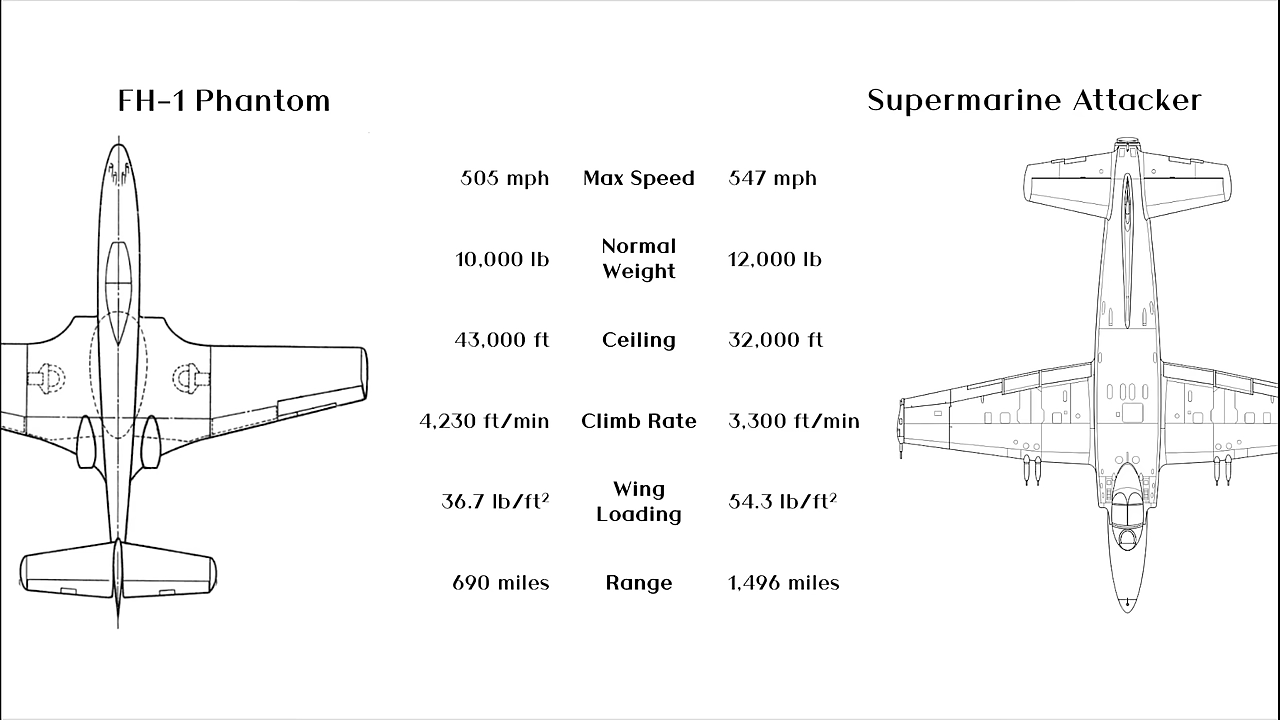 FH-1 Phantom
Supermarine Attacker
505 mph Max Speed 547 mph
10,000 lb Normal Weight 12,000 lb
43,000 ft Ceiling 32,000 ft
4,230 ft/min Climb Rate 3,300 ft/min
36.7 lb/ft² Wing Loading 54.3 lb/ft²
690 miles Range 1,496 miles